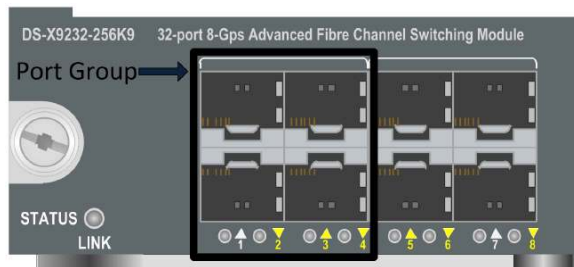 DS-X9232-256K9 32-port 8-Gps Advanced Fibre Channel Switching Module
Port Group
STATUS
LINK
1 2 3 4 5 6 7 8